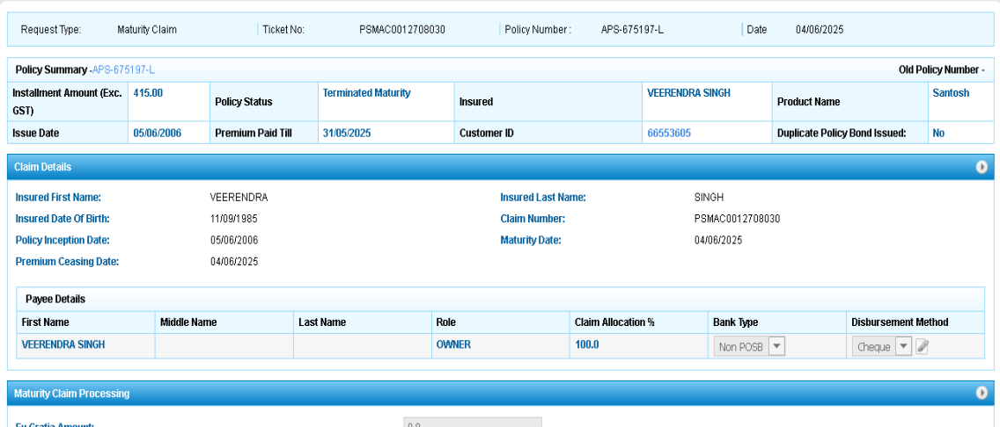 Request Type: Maturity Claim Ticket No: PSMAC0012708030 Policy Number : APS-675197-L Date 04/06/2025
Policy Summary -APS-675197-L Old Policy Number -
Installment Amount (Exc. GST) 415.00 Policy Status Terminated Maturity Insured VEERENDRA SINGH Product Name Santosh
Issue Date 05/06/2006 Premium Paid Till 31/05/2025 Customer ID 66553605 Duplicate Policy Bond Issued: No
Claim Details
Insured First Name: VEERENDRA Insured Last Name: SINGH
Insured Date Of Birth: 11/09/1985 Claim Number: PSMAC0012708030
Policy Inception Date: 05/06/2006 Maturity Date: 04/06/2025
Premium Ceasing Date: 04/06/2025
Payee Details
First Name Middle Name Last Name Role Claim Allocation % Bank Type Disbursement Method
VEERENDRA SINGH OWNER 100.0 Non POSB Cheque
Maturity Claim Processing
Ex Gratia Amount: 0.0